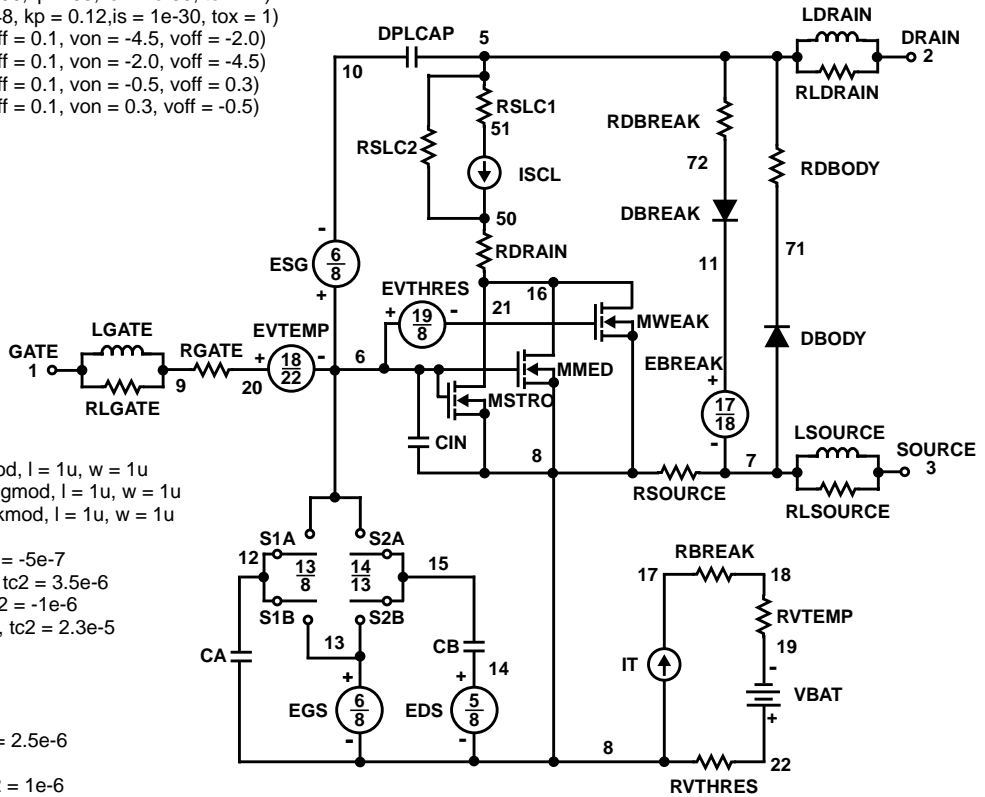 48, kp = 0.12,is = 1e-30, tox = 1)
off = 0.1, von = -4.5, voff = -2.0)
off = 0.1, von = -2.0, voff = -4.5)
off = 0.1, von = -0.5, voff = 0.3)
off = 0.1, von = 0.3, voff = -0.5)
DPLCAP
5
10
LDRAIN
DRAIN
2
RLDRAIN
RSLC1
51
RSLC2
ISCL
RDBREAK
72
RDBODY
DBREAK
50
RDRAIN
11
71
-
ESG
6
8
+
EVTHRES
+
19
8
-
21
16
MWEAK
LGATE
EVTEMP
GATE
1
RGATE
+
18
22
-
6
9
20
RLGATE
MMED
MSTRO
EBREAK
+
17
18
-
DBODY
CIN
8
RSOURCE
7
LSOURCE
SOURCE
3
RLSOURCE
od, l = 1u, w = 1u
gmod, l = 1u, w = 1u
kmod, l = 1u, w = 1u
= -5e-7
tc2 = 3.5e-6
2 = -1e-6
, tc2 = 2.3e-5
= 2.5e-6
2 = 1e-6
S1A
S2A
12
13
8
14
13
15
S1B
S2B
13
CA
CB
14
+
EGS
6
8
-
+
EDS
5
8
-
8
RBREAK
17
18
RVTEMP
19
IT
-
VBAT
+
22
RVTHRES